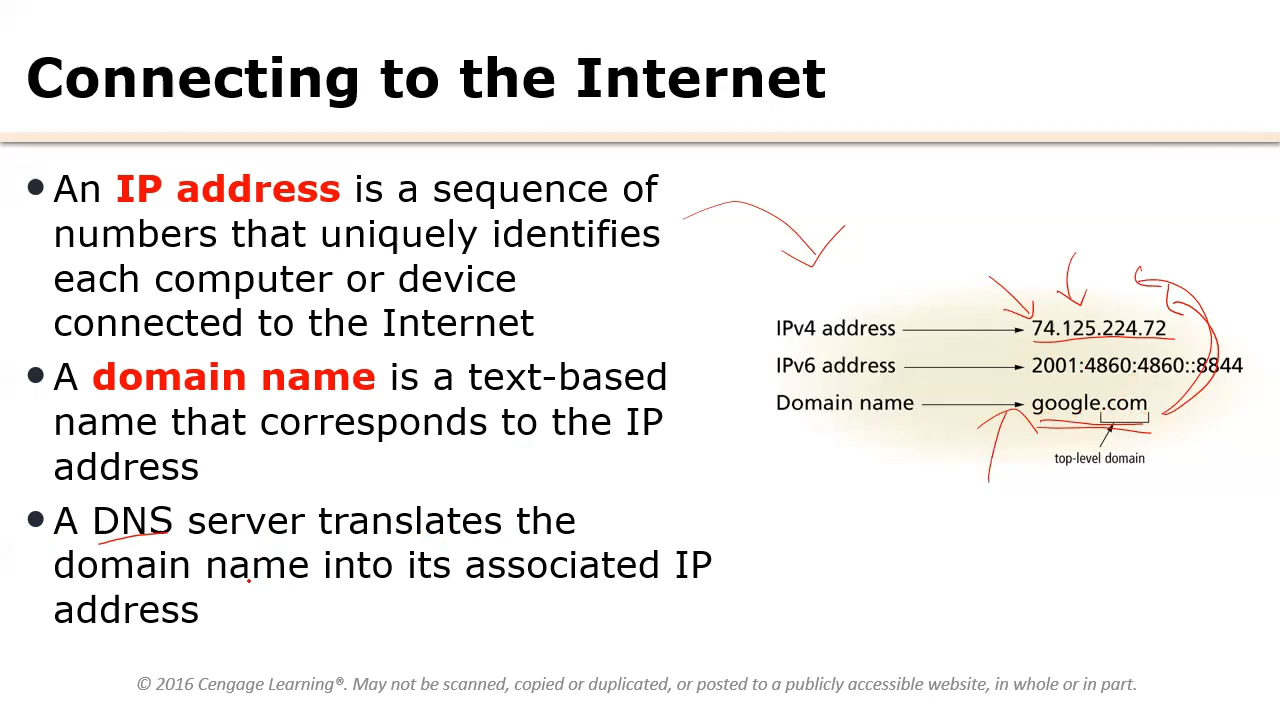 Connecting to the Internet
• An IP address is a sequence of
numbers that uniquely identifies
each computer or device
connected to the Internet
• A domain name is a text-based
name that corresponds to the IP
address
• A DNS server translates the
domain name into its associated IP
address
IPv4 address 74.125.224.72
IPv6 address 2001:4860:4860::8844
Domain name google.com
top-level domain
© 2016 Cengage Learning®. May not be scanned, copied or duplicated, or posted to a publicly accessible website, in whole or in part.